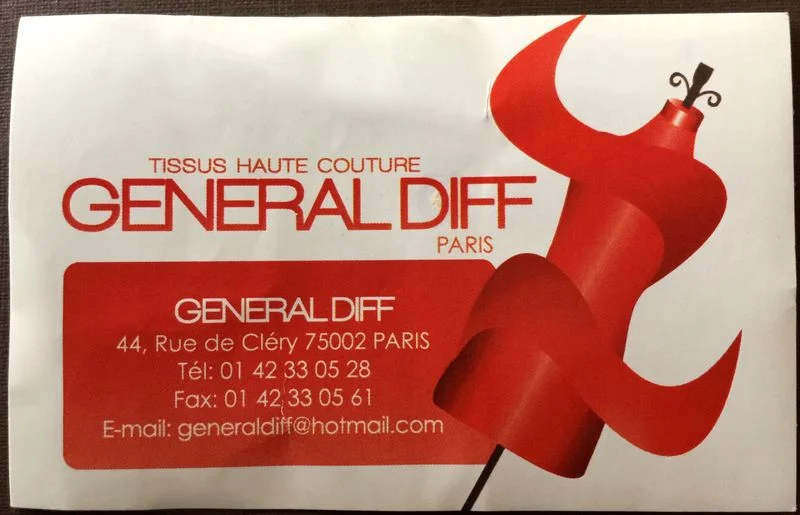 TISSUS HAUTE COUTURE
GENERAL DIFF
PARIS
GENERAL DIFF
44, Rue de Cléry 75002 PARIS
Tél: 01 42 33 05 28
Fax: 01 42 33 05 61
E-mail: generaldiff@hotmail.com